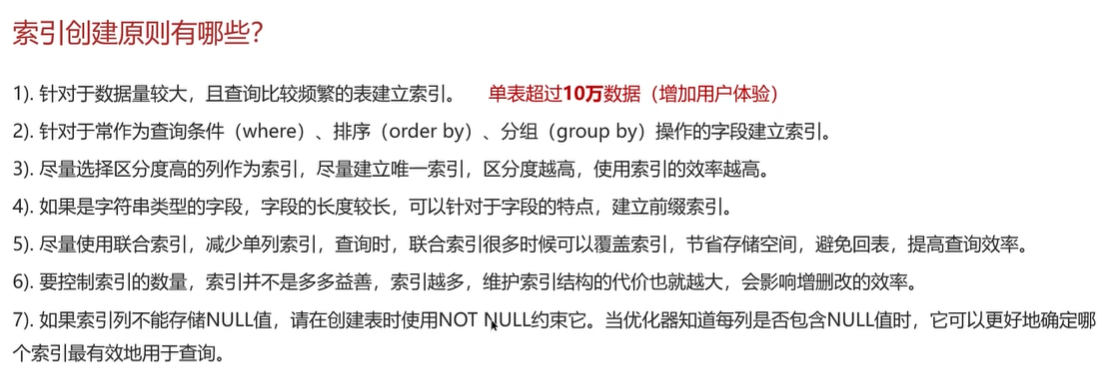 索引创建原则有哪些?
1). 针对于数据量较大，且查询比较频繁的表建立索引。 单表超过10万数据（增加用户体验）
2). 针对于常作为查询条件（where）、排序（order by）、分组（group by）操作的字段建立索引。
3). 尽量选择区分度高的列作为索引，尽量建立唯一索引，区分度越高，使用索引的效率越高。
4). 如果是字符串类型的字段，字段的长度较长，可以针对于字段的特点，建立前缀索引。
5). 尽量使用联合索引，减少单列索引，查询时，联合索引很多时候可以覆盖索引，节省存储空间，避免回表，提高查询效率。
6). 要控制索引的数量，索引并不是多多益善，索引越多，维护索引结构的代价也就越大，会影响增删改的效率。
7). 如果索引列不能存储NULL值，请在创建表时使用NOT NULL约束它。当优化器知道每列是否包含NULL值时，它可以更好地确定哪
个索引最有效地用于查询。